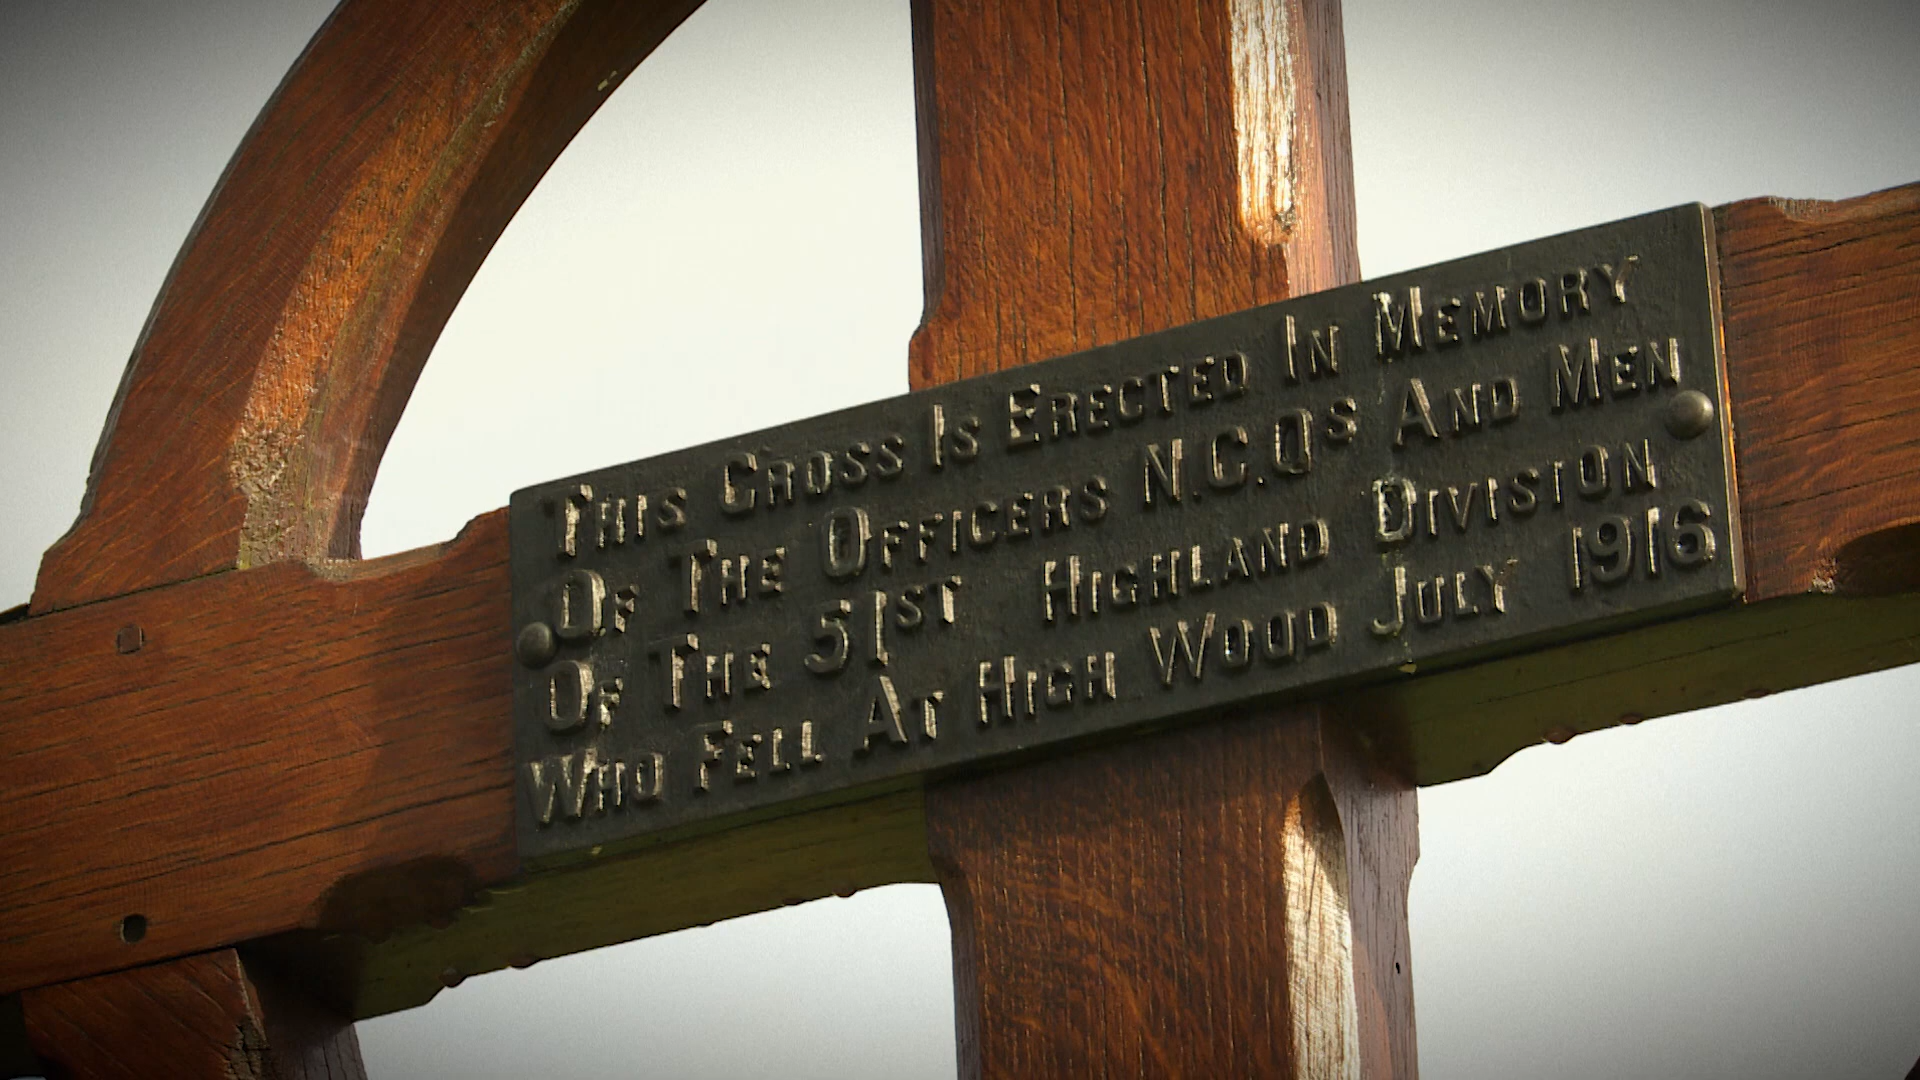 This Cross Is Erected In Memory
Of The Officers N.C.Os And Men
Of The 51st Highland Division
Who Fell At High Wood July 1916